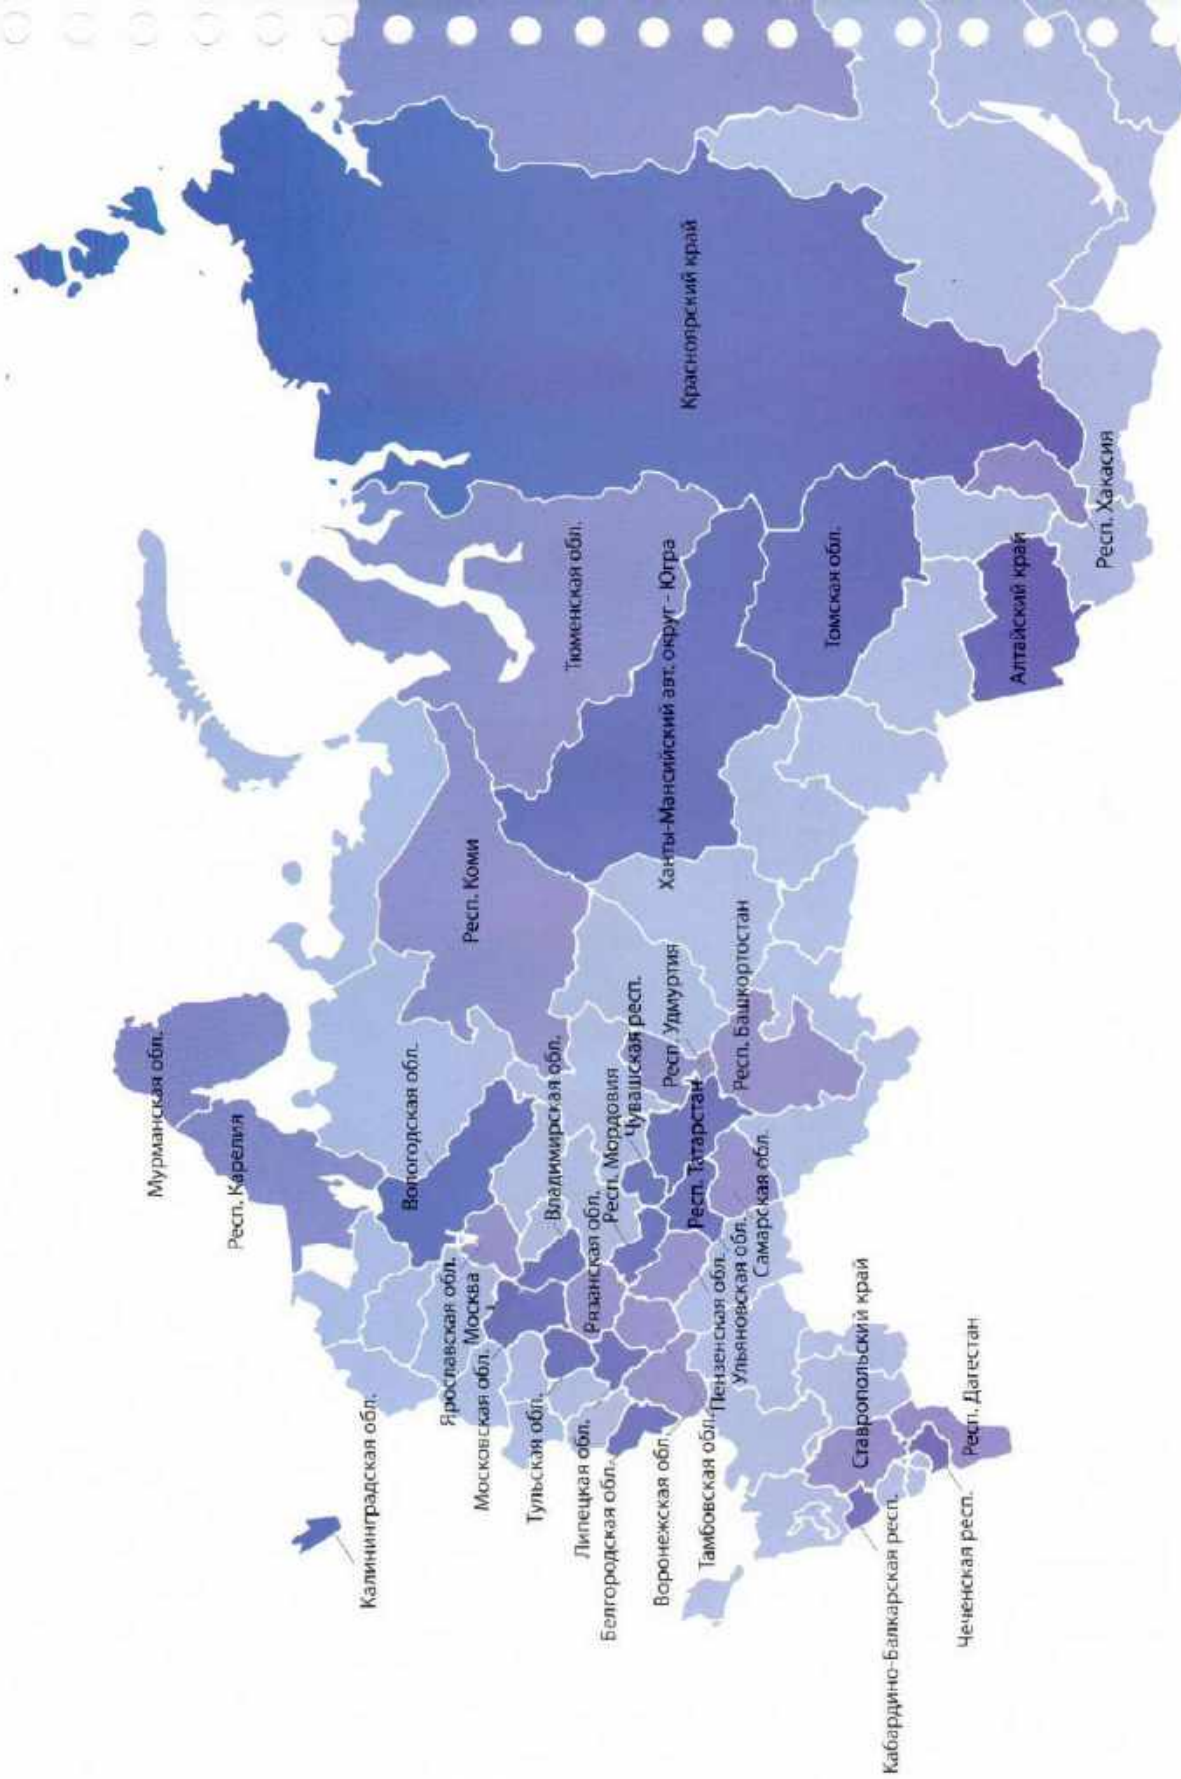 Мурманская обл.
Респ. Карелия
Калининградская обл.
Вологодская обл.
Ярославская обл.
Москва
Московская обл.
Респ. Коми
Тульская обл.
Владимирская обл.
Тюменская обл.
Липецкая обл.
Рязанская обл.
Белгородская обл.
Респ. Мордовия
Чувашская респ.
Воронежская обл.
Респ. Удмуртия
Ханты-Мансийский авт. округ - Югра
Красноярский край
Тамбовская обл.
Респ. Татарстан
Пензенская обл.
Ульяновская обл.
Респ. Башкортостан
Самарская обл.
Томская обл.
Ставропольский край
Кабардино-Балкарская респ.
Чеченская респ.
Респ. Дагестан
Алтайский край
Респ. Хакасия